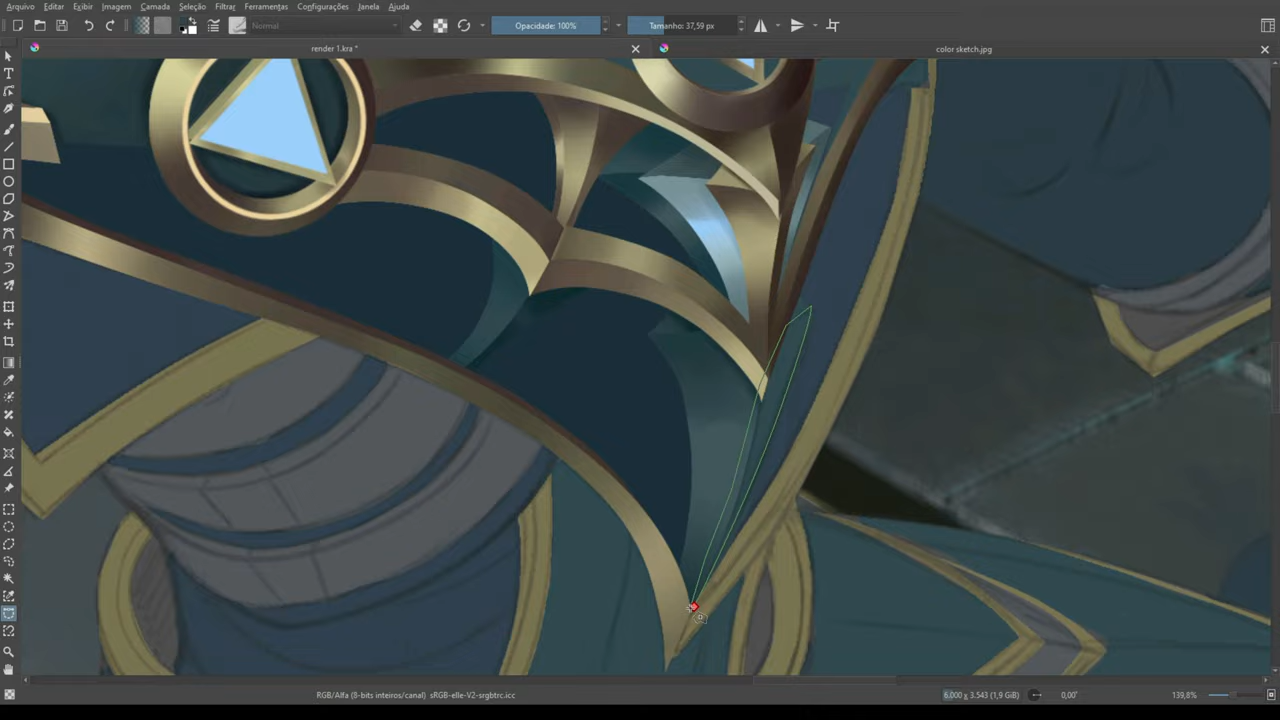 Arquivo Editar Exibir Imagem Camada Seleção Filtrar Ferramentas Configurações Janela Ajuda
Normal Opacidade: 100% Tamanho: 37,59 px
render 1.kra * color sketch.jpg
RGB/Alfa (8-bits inteiros/canal) sRGB-elle-V2-srgbtrc.icc 6.000 x 3.543 (1,9 GiB) 0,00° 139,8%